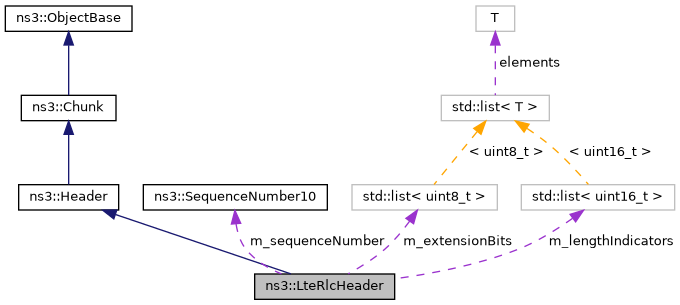 ns3::ObjectBase
T
elements
ns3::Chunk
std::list< T >
< uint8_t >
< uint16_t >
ns3::Header
ns3::SequenceNumber10
std::list< uint8_t >
std::list< uint16_t >
m_sequenceNumber
m_extensionBits
m_lengthIndicators
ns3::LteRlcHeader